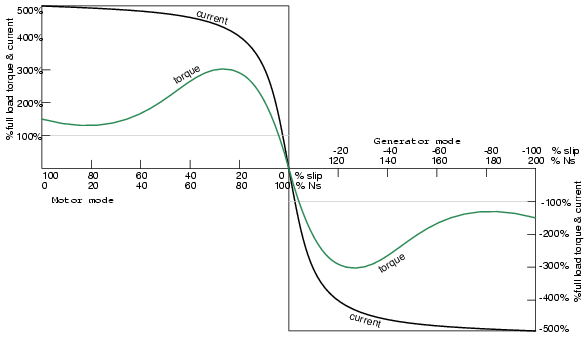 500%
400%
300%
200%
100%
%full load torque & current
current
torque
100 80 60 40 20 0 % slip
0 20 40 60 80 100 % Ns
Motor mode
Generator mode
-20 -40 -60 -80 -100 % slip
120 140 160 180 200 % Ns
-100%
-200%
-300%
-400%
-500%
%full load torque & current
torque
current